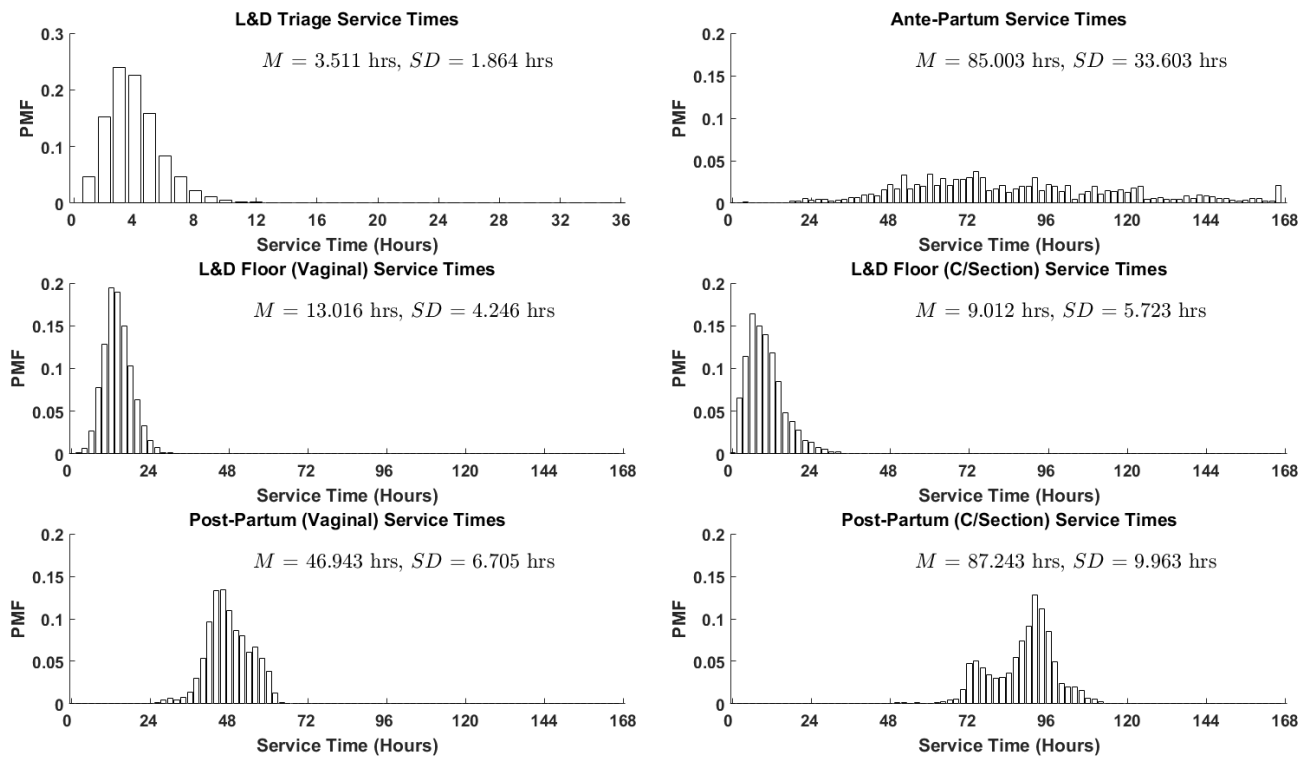 L&D Triage Service Times
M = 3.511 hrs, SD = 1.864 hrs
PMF
0.3
0.2
0.1
0
0 4 8 12 16 20 24 28 32 36
Service Time (Hours)
Ante-Partum Service Times
M = 85.003 hrs, SD = 33.603 hrs
PMF
0.2
0.15
0.1
0.05
0
0 24 48 72 96 120 144 168
Service Time (Hours)
L&D Floor (Vaginal) Service Times
M = 13.016 hrs, SD = 4.246 hrs
PMF
0.2
0.15
0.1
0.05
0
0 24 48 72 96 120 144 168
Service Time (Hours)
L&D Floor (C/Section) Service Times
M = 9.012 hrs, SD = 5.723 hrs
PMF
0.2
0.15
0.1
0.05
0
0 24 48 72 96 120 144 168
Service Time (Hours)
Post-Partum (Vaginal) Service Times
M = 46.943 hrs, SD = 6.705 hrs
PMF
0.2
0.15
0.1
0.05
0
0 24 48 72 96 120 144 168
Service Time (Hours)
Post-Partum (C/Section) Service Times
M = 87.243 hrs, SD = 9.963 hrs
PMF
0.2
0.15
0.1
0.05
0
0 24 48 72 96 120 144 168
Service Time (Hours)